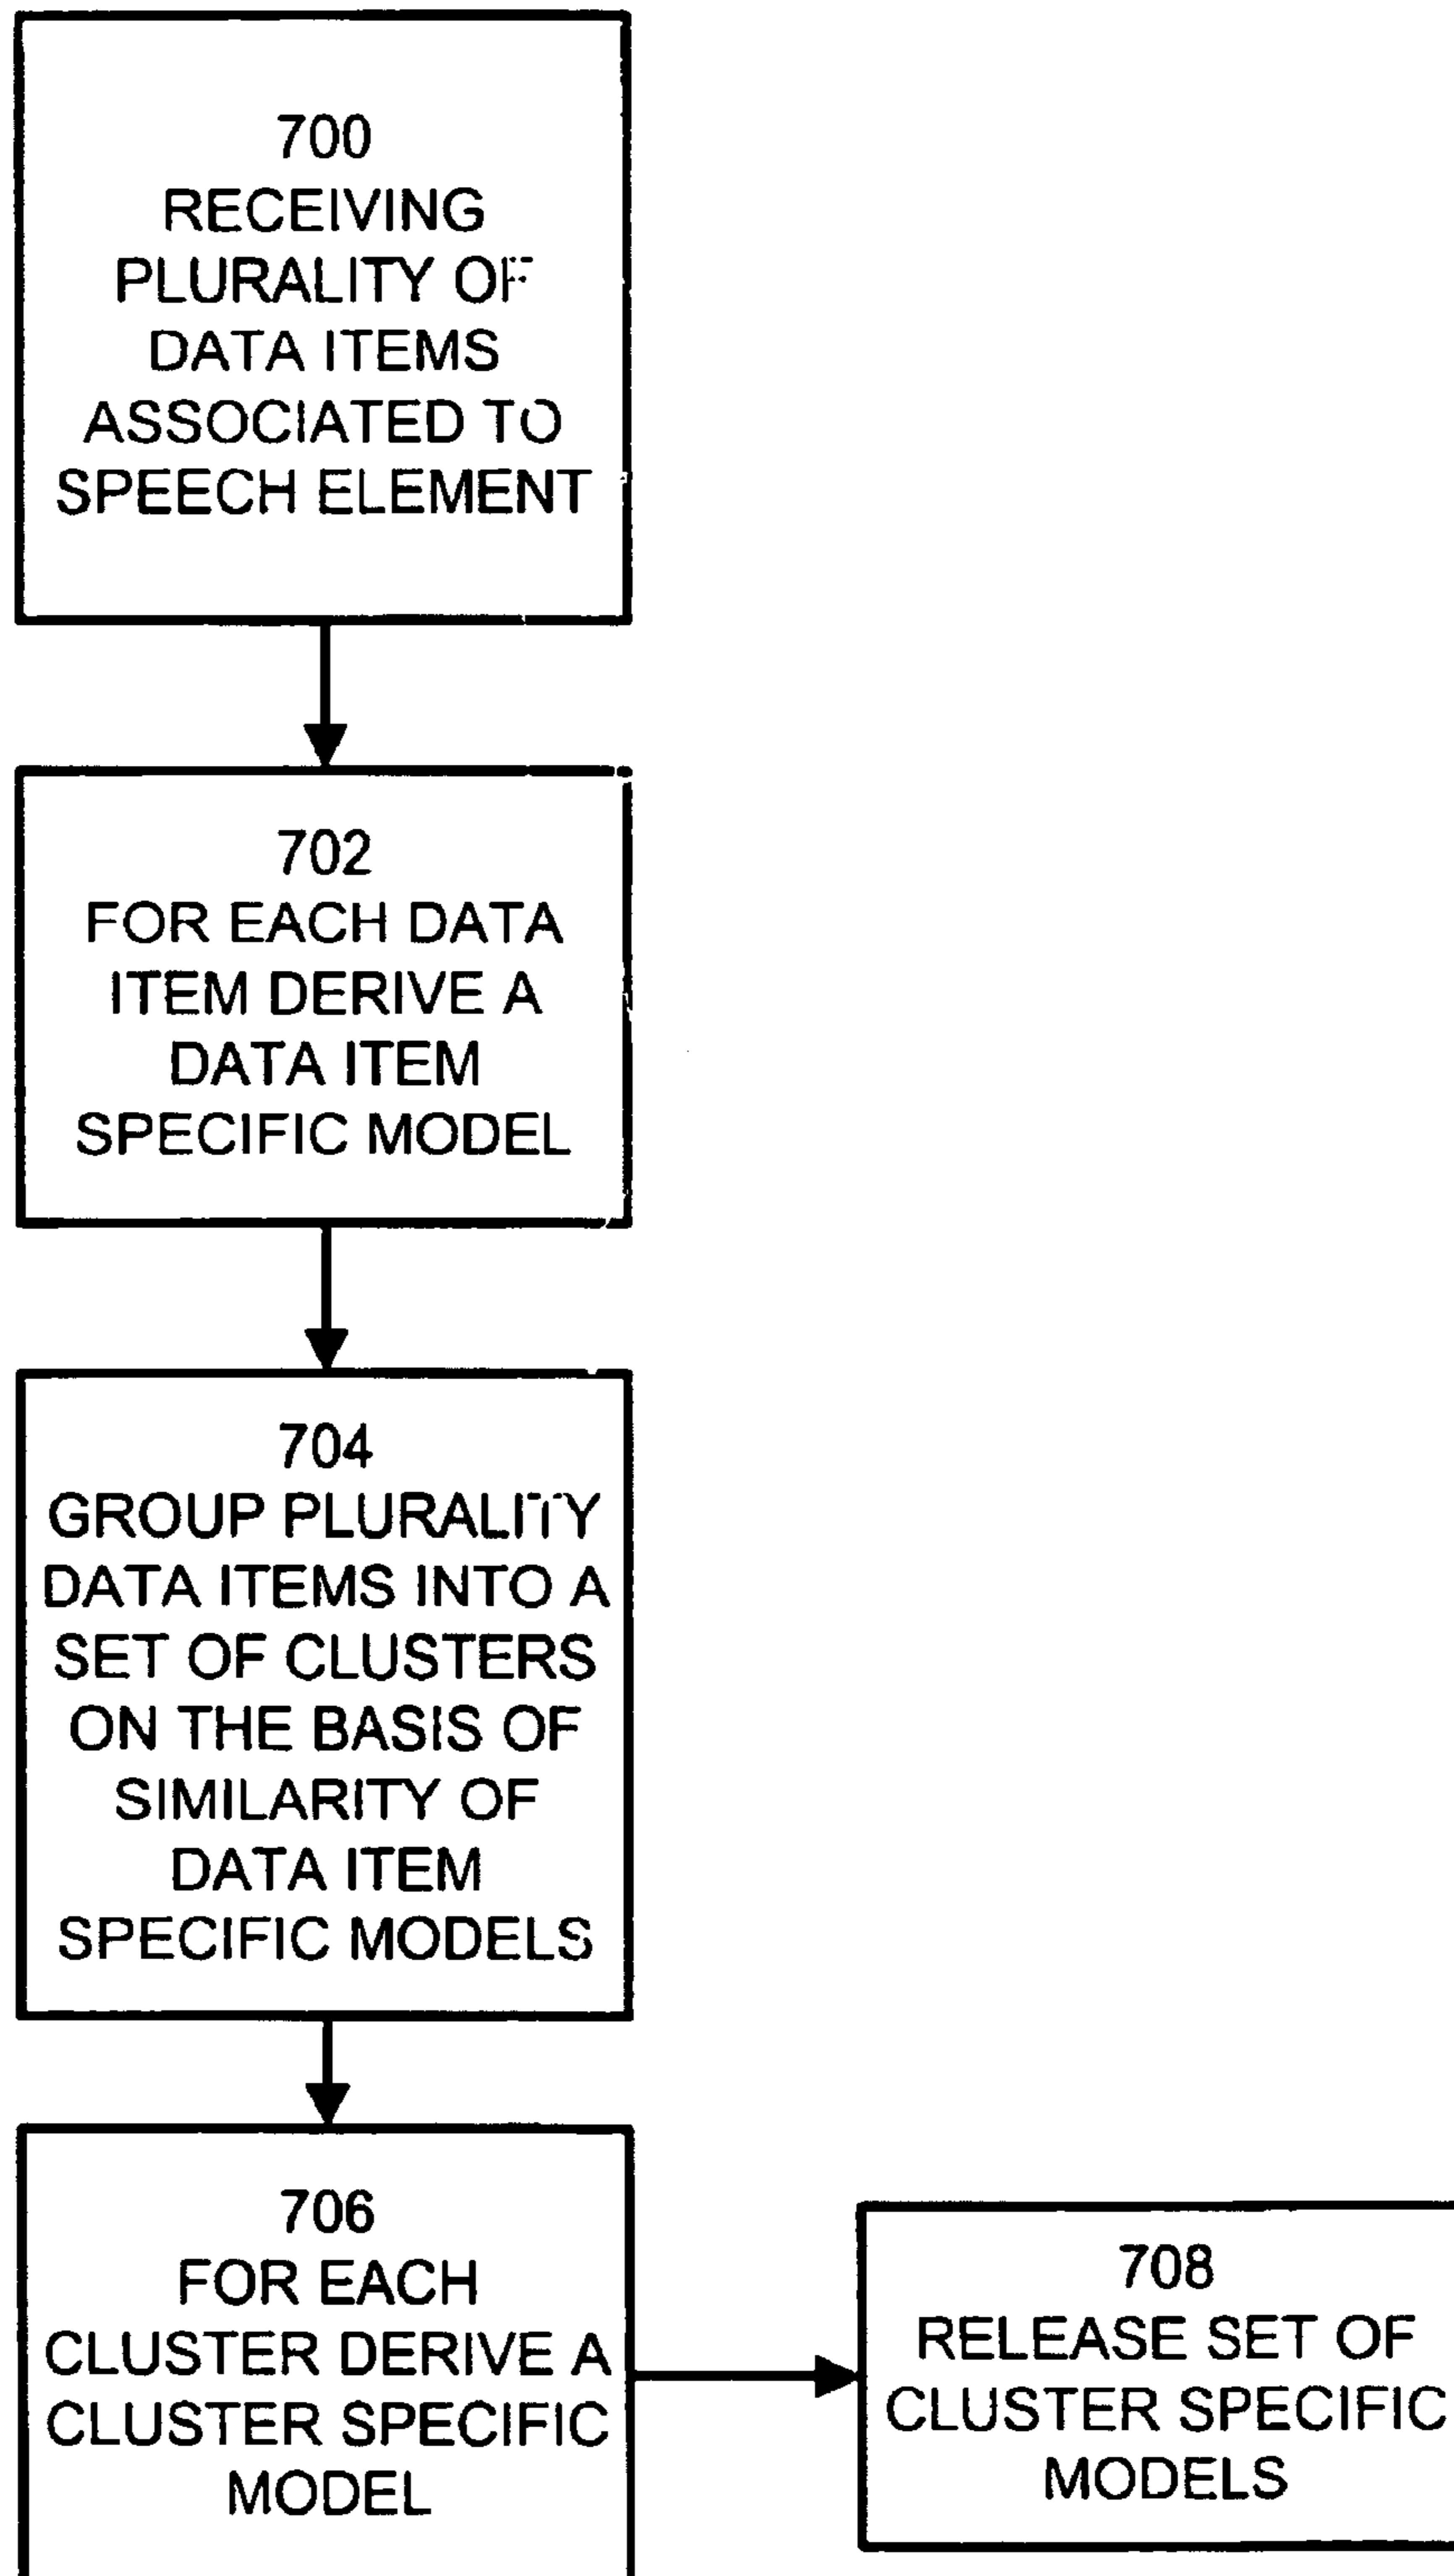 700
RECEIVING
PLURALITY OF
DATA ITEMS
ASSOCIATED TO
SPEECH ELEMENT
702
FOR EACH DATA
ITEM DERIVE A
DATA ITEM
SPECIFIC MODEL
704
GROUP PLURALITY
DATA ITEMS INTO A
SET OF CLUSTERS
ON THE BASIS OF
SIMILARITY OF
DATA ITEM
SPECIFIC MODELS
706
FOR EACH
CLUSTER DERIVE A
CLUSTER SPECIFIC
MODEL
708
RELEASE SET OF
CLUSTER SPECIFIC
MODELS